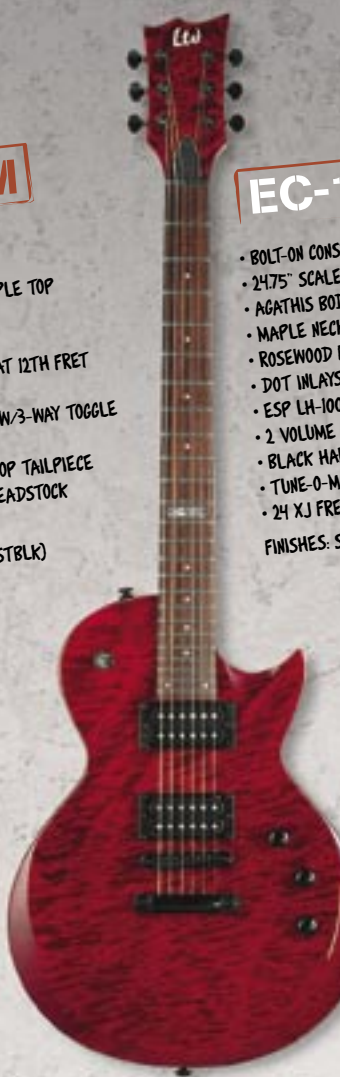 M
PLE TOP
AT 12TH FRET
W/3-WAY TOGGLE
OP TAILPIECE
EADSTOCK
STBLK)
Ltd
EC-1
• BOLT-ON CONS
• 24.75" SCALE
• AGATHIS BO
• MAPLE NECK
• ROSEWOOD
• DOT INLAYS
• ESP LH-100
• 2 VOLUME
• BLACK HA
• TUNE-O-M
• 24 XJ FRE
FINISHES: S